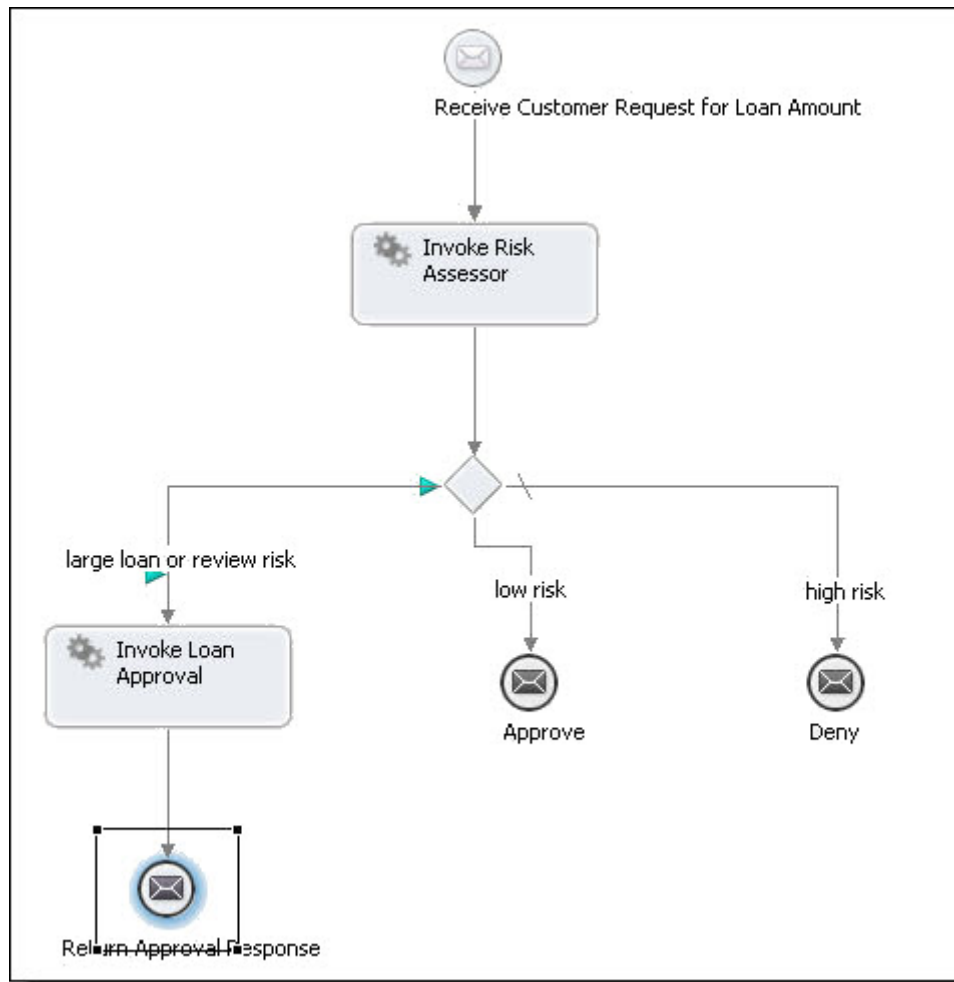 Receive Customer Request for Loan Amount
Invoke Risk
Assessor
large loan or review risk
low risk
high risk
Invoke Loan
Approval
Approve
Deny
Return Approval Response